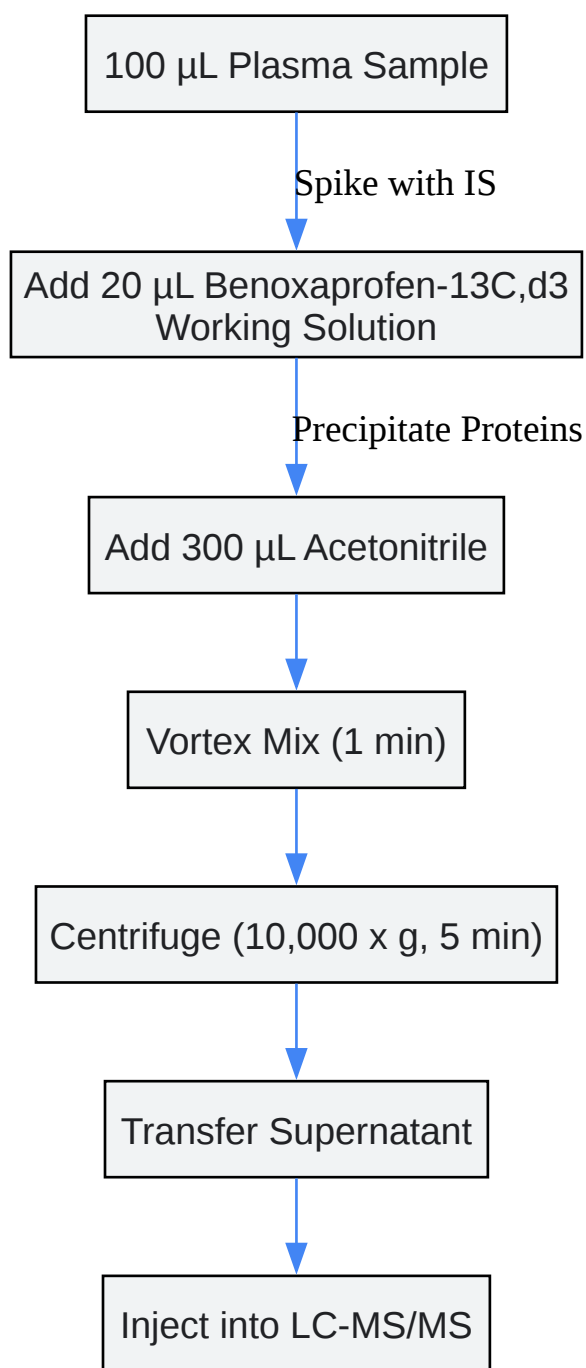 100 µL Plasma Sample
Spike with IS
Add 20 µL Benoxaprofen-13C,d3
Working Solution
Precipitate Proteins
Add 300 µL Acetonitrile
Vortex Mix (1 min)
Centrifuge (10,000 x g, 5 min)
Transfer Supernatant
Inject into LC-MS/MS